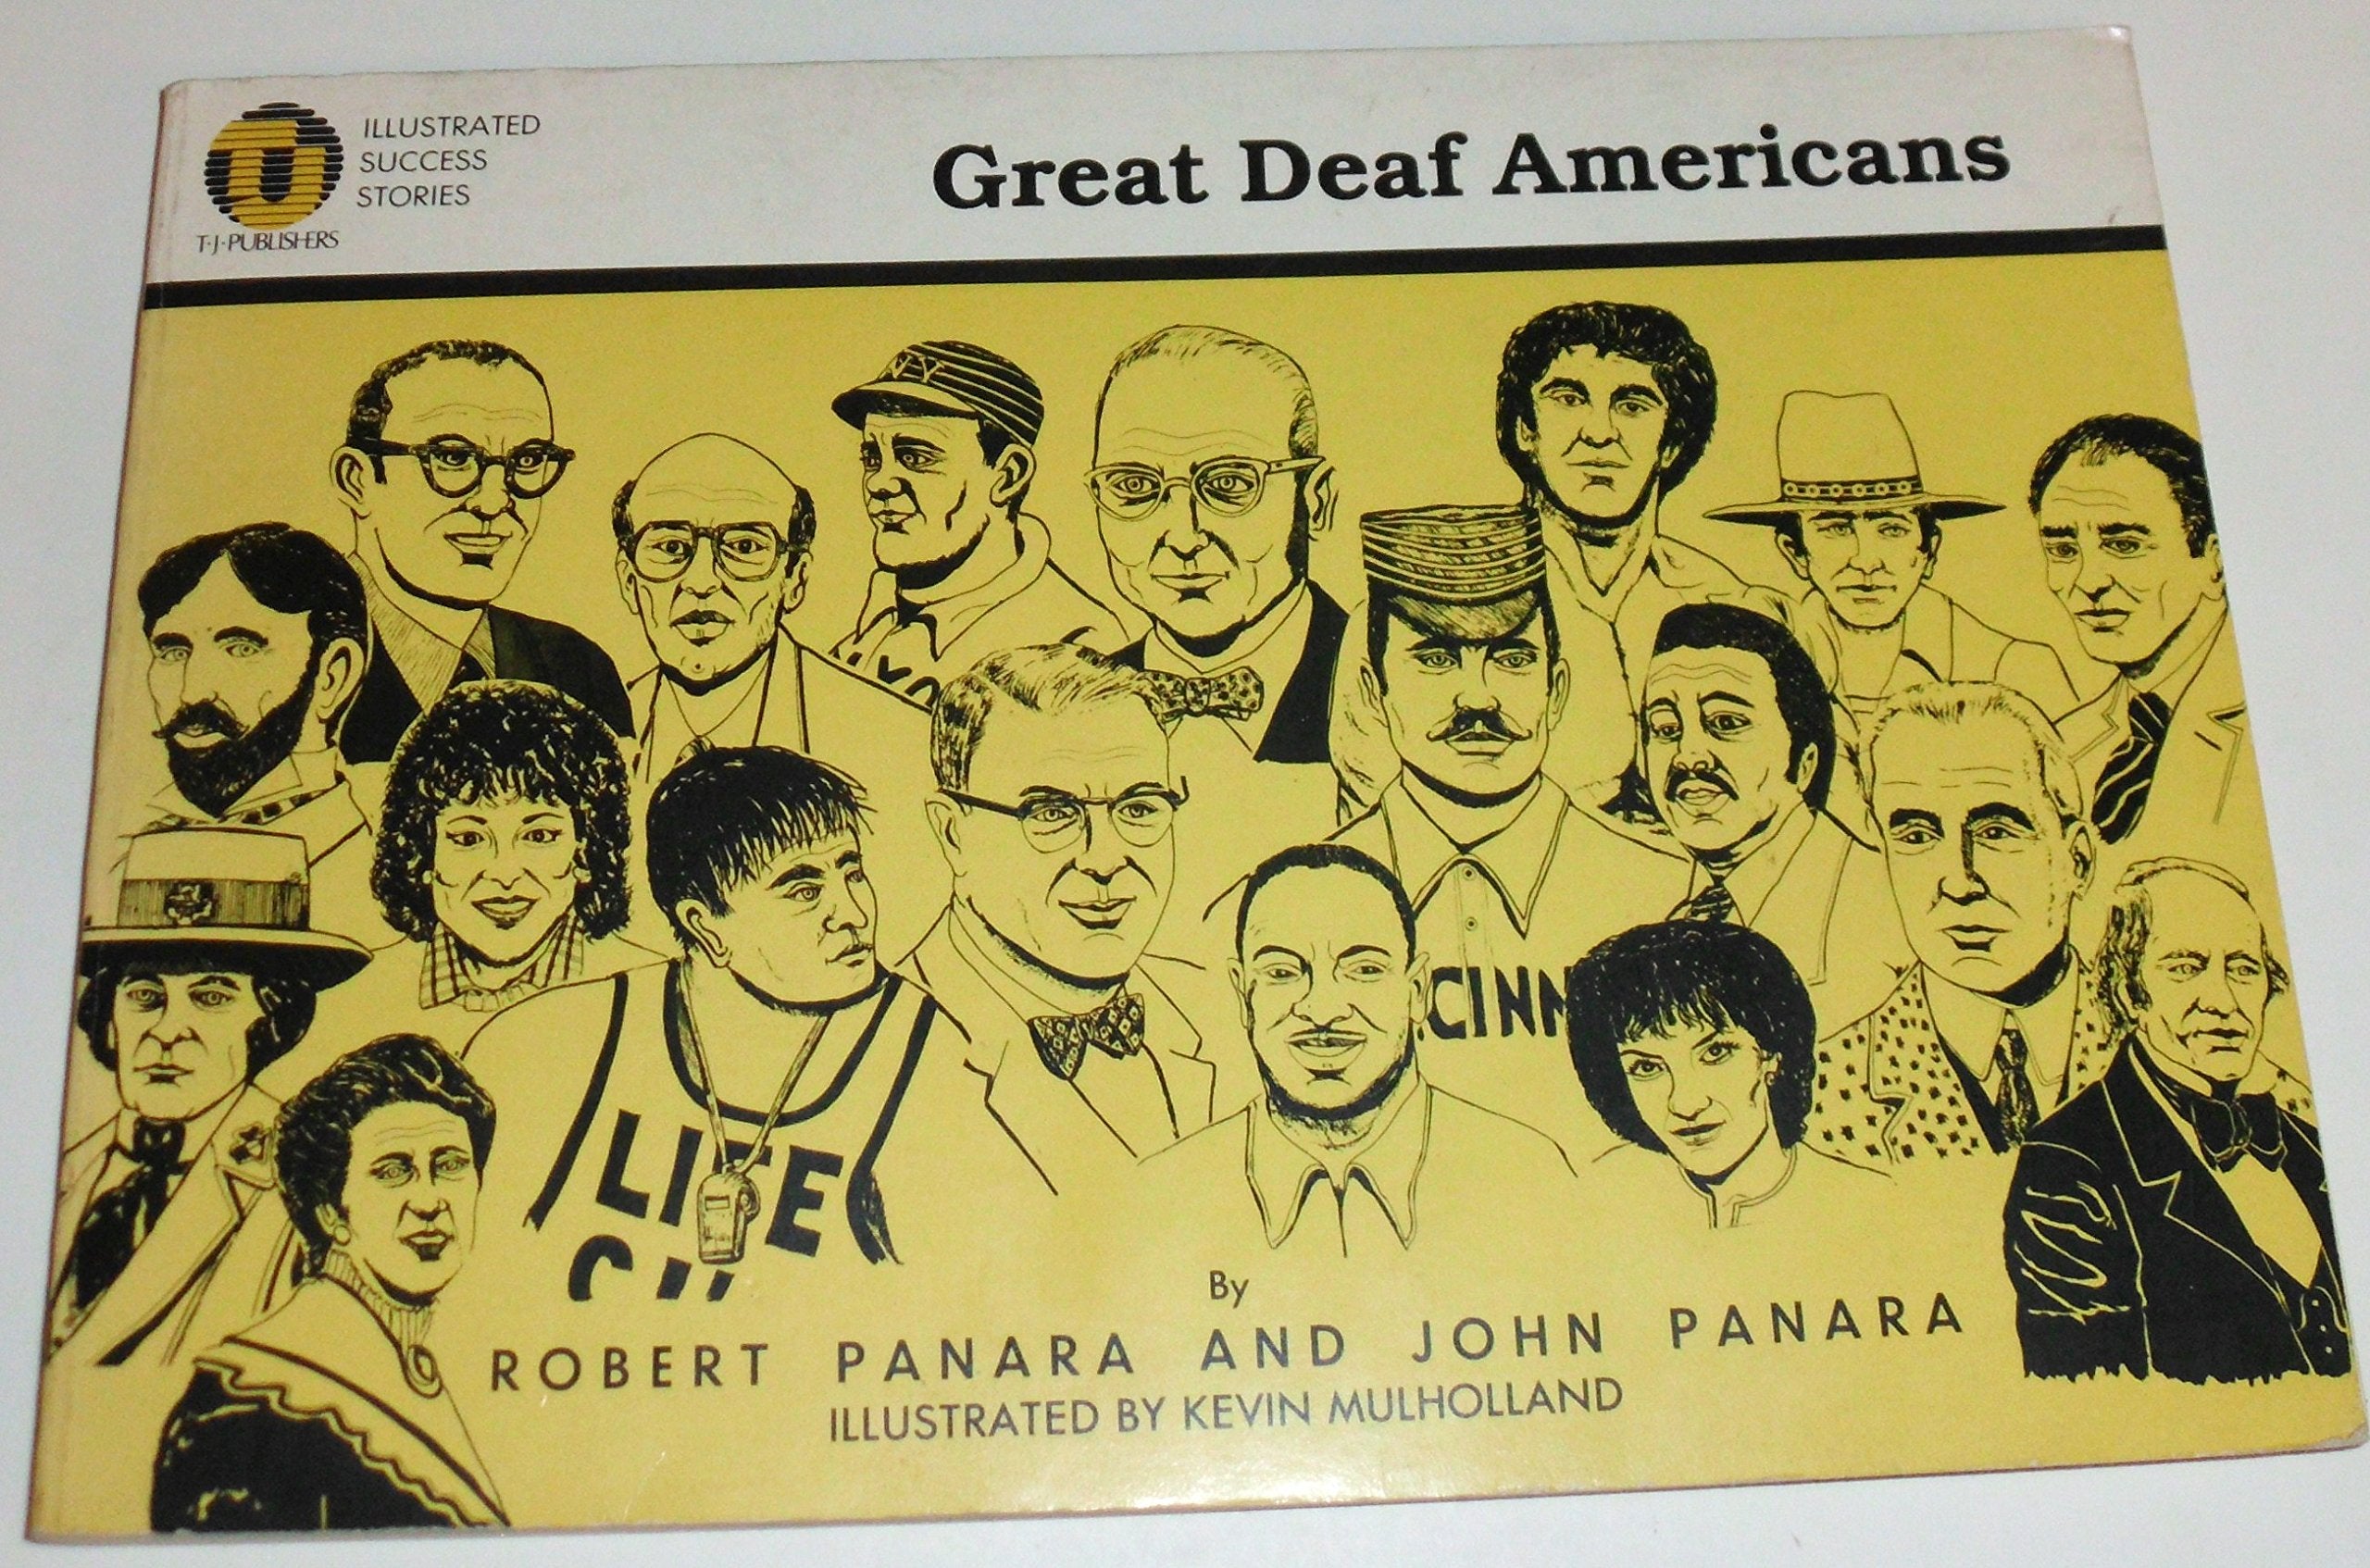 ILLUSTRATED
SUCCESS
STORIES
T·J·PUBLISHERS
Great Deaf Americans
NY
CINN
LIFE
By
ROBERT PANARA AND JOHN PANARA
ILLUSTRATED BY KEVIN MULHOLLAND